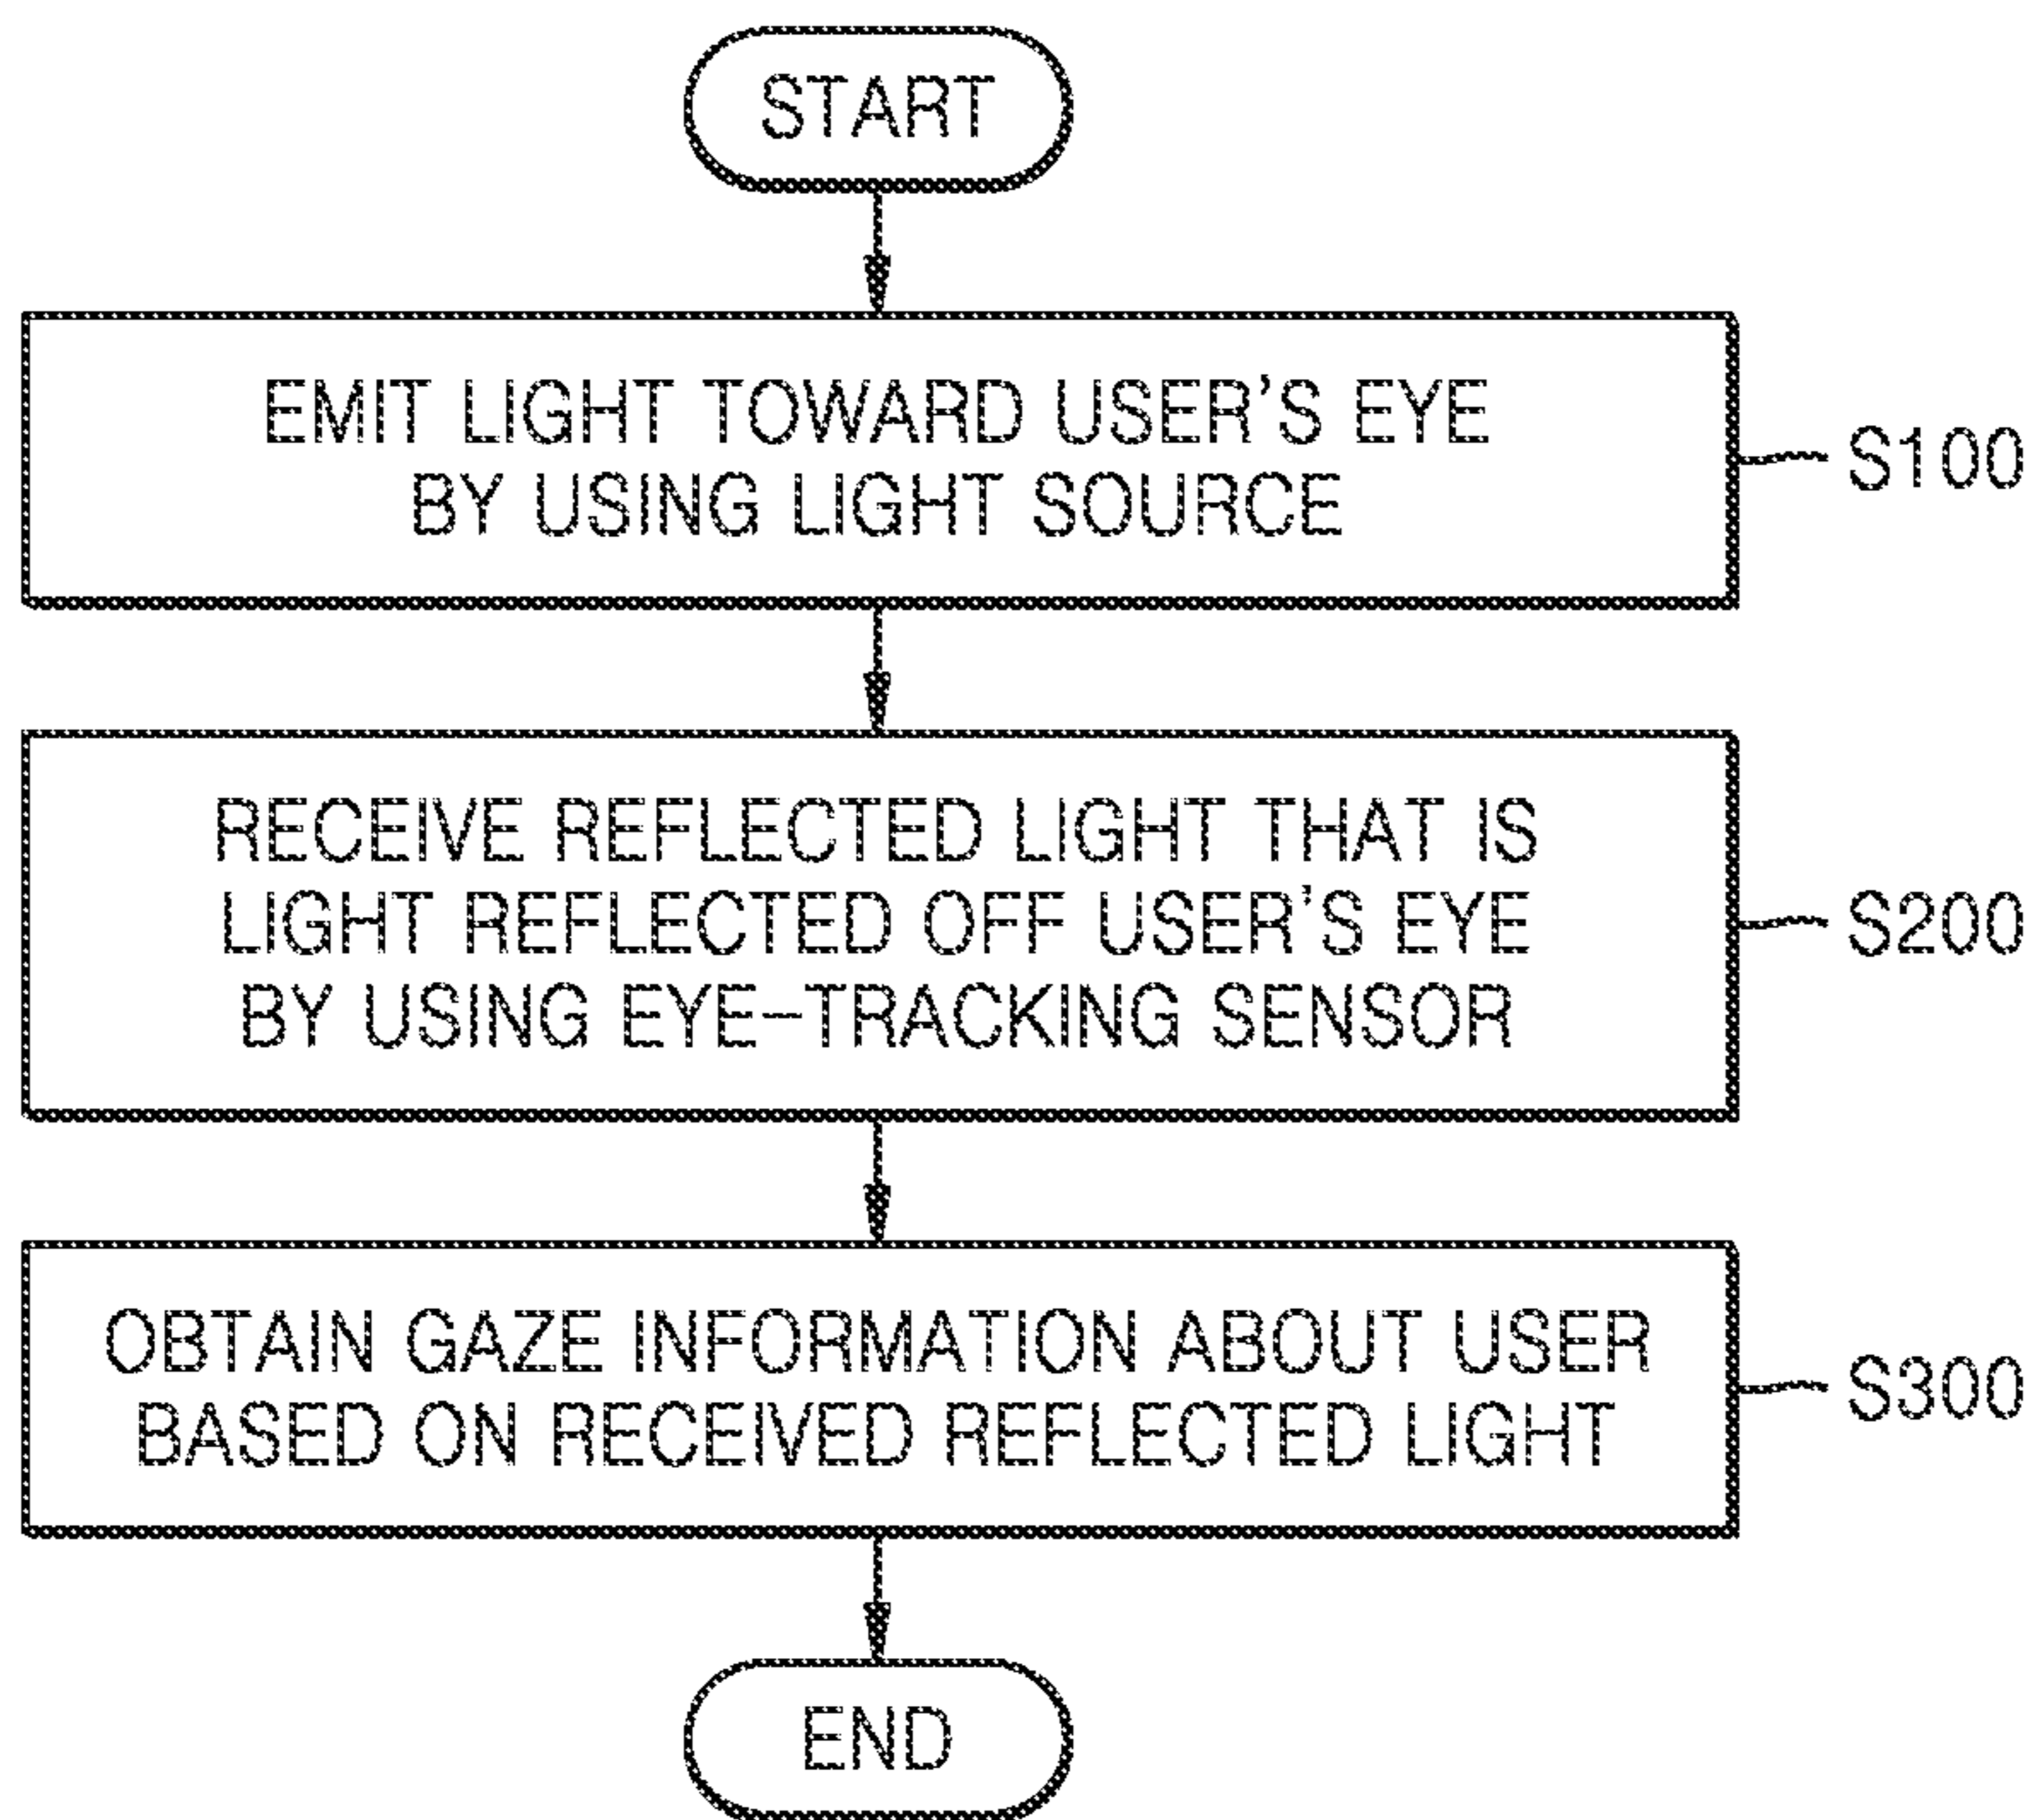 START
EMIT LIGHT TOWARD USER'S EYE
BY USING LIGHT SOURCE
S100
RECEIVE REFLECTED LIGHT THAT IS
LIGHT REFLECTED OFF USER'S EYE
BY USING EYE-TRACKING SENSOR
S200
OBTAIN GAZE INFORMATION ABOUT USER
BASED ON RECEIVED REFLECTED LIGHT
S300
END